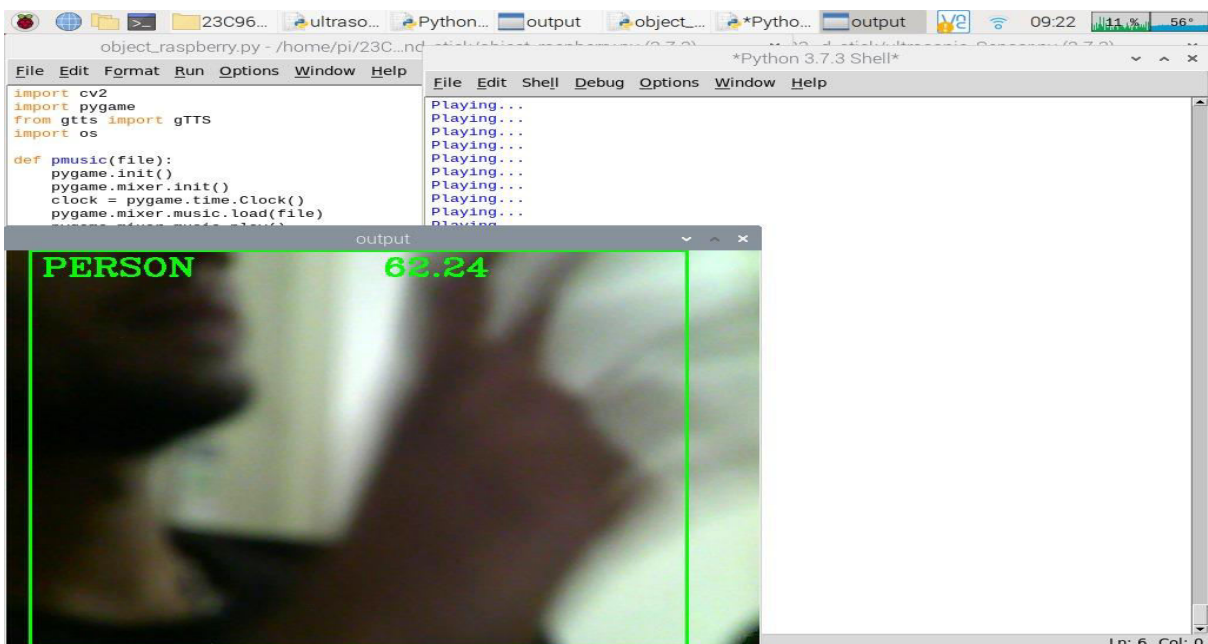 23C96... ultraso... Python... output object_... *Pytho... output 09:22 11 % 56°
object_raspberry.py - /home/pi/23C...nd
File Edit Format Run Options Window Help
import cv2
import pygame
from gtts import gTTS
import os
def pmusic(file):
pygame.init()
pygame.mixer.init()
clock = pygame.time.Clock()
pygame.mixer.music.load(file)
*Python 3.7.3 Shell*
File Edit Shell Debug Options Window Help
Playing...
Playing...
Playing...
Playing...
Playing...
Playing...
Playing...
Playing...
Playing...
output
PERSON 62.24
Ln: 6 Col: 0